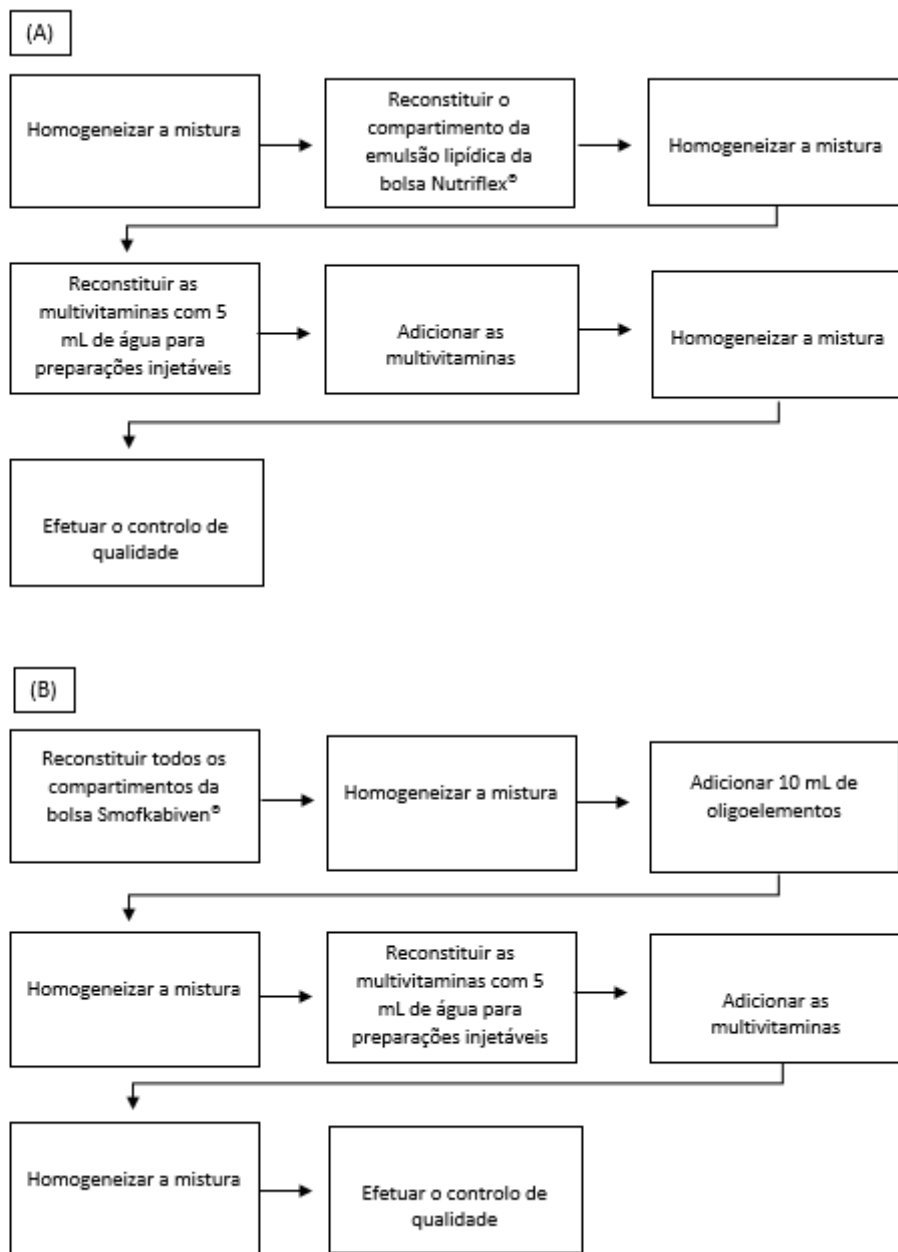 (A)
Homogeneizar a mistura
Reconstituir o
compartimento da
emulsão lipídica da
bolsa Nutriflex®
Homogeneizar a mistura
Reconstituir as
multivitaminas com 5
mL de água para
preparações injetáveis
Adicionar as
multivitaminas
Homogeneizar a mistura
Efetuar o controlo de
qualidade
(B)
Reconstituir todos os
compartimentos da
bolsa Smofkabiven®
Homogeneizar a mistura
Adicionar 10 mL de
oligoelementos
Homogeneizar a mistura
Reconstituir as
multivitaminas com 5
mL de água para
preparações injetáveis
Adicionar as
multivitaminas
Homogeneizar a mistura
Efetuar o controlo de
qualidade